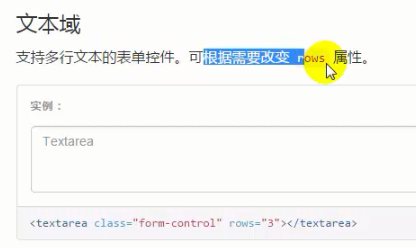 文本域
支持多行文本的表单控件。可根据需要改变 rows 属性。
实例：
Textarea
<textarea class="form-control" rows="3"></textarea>